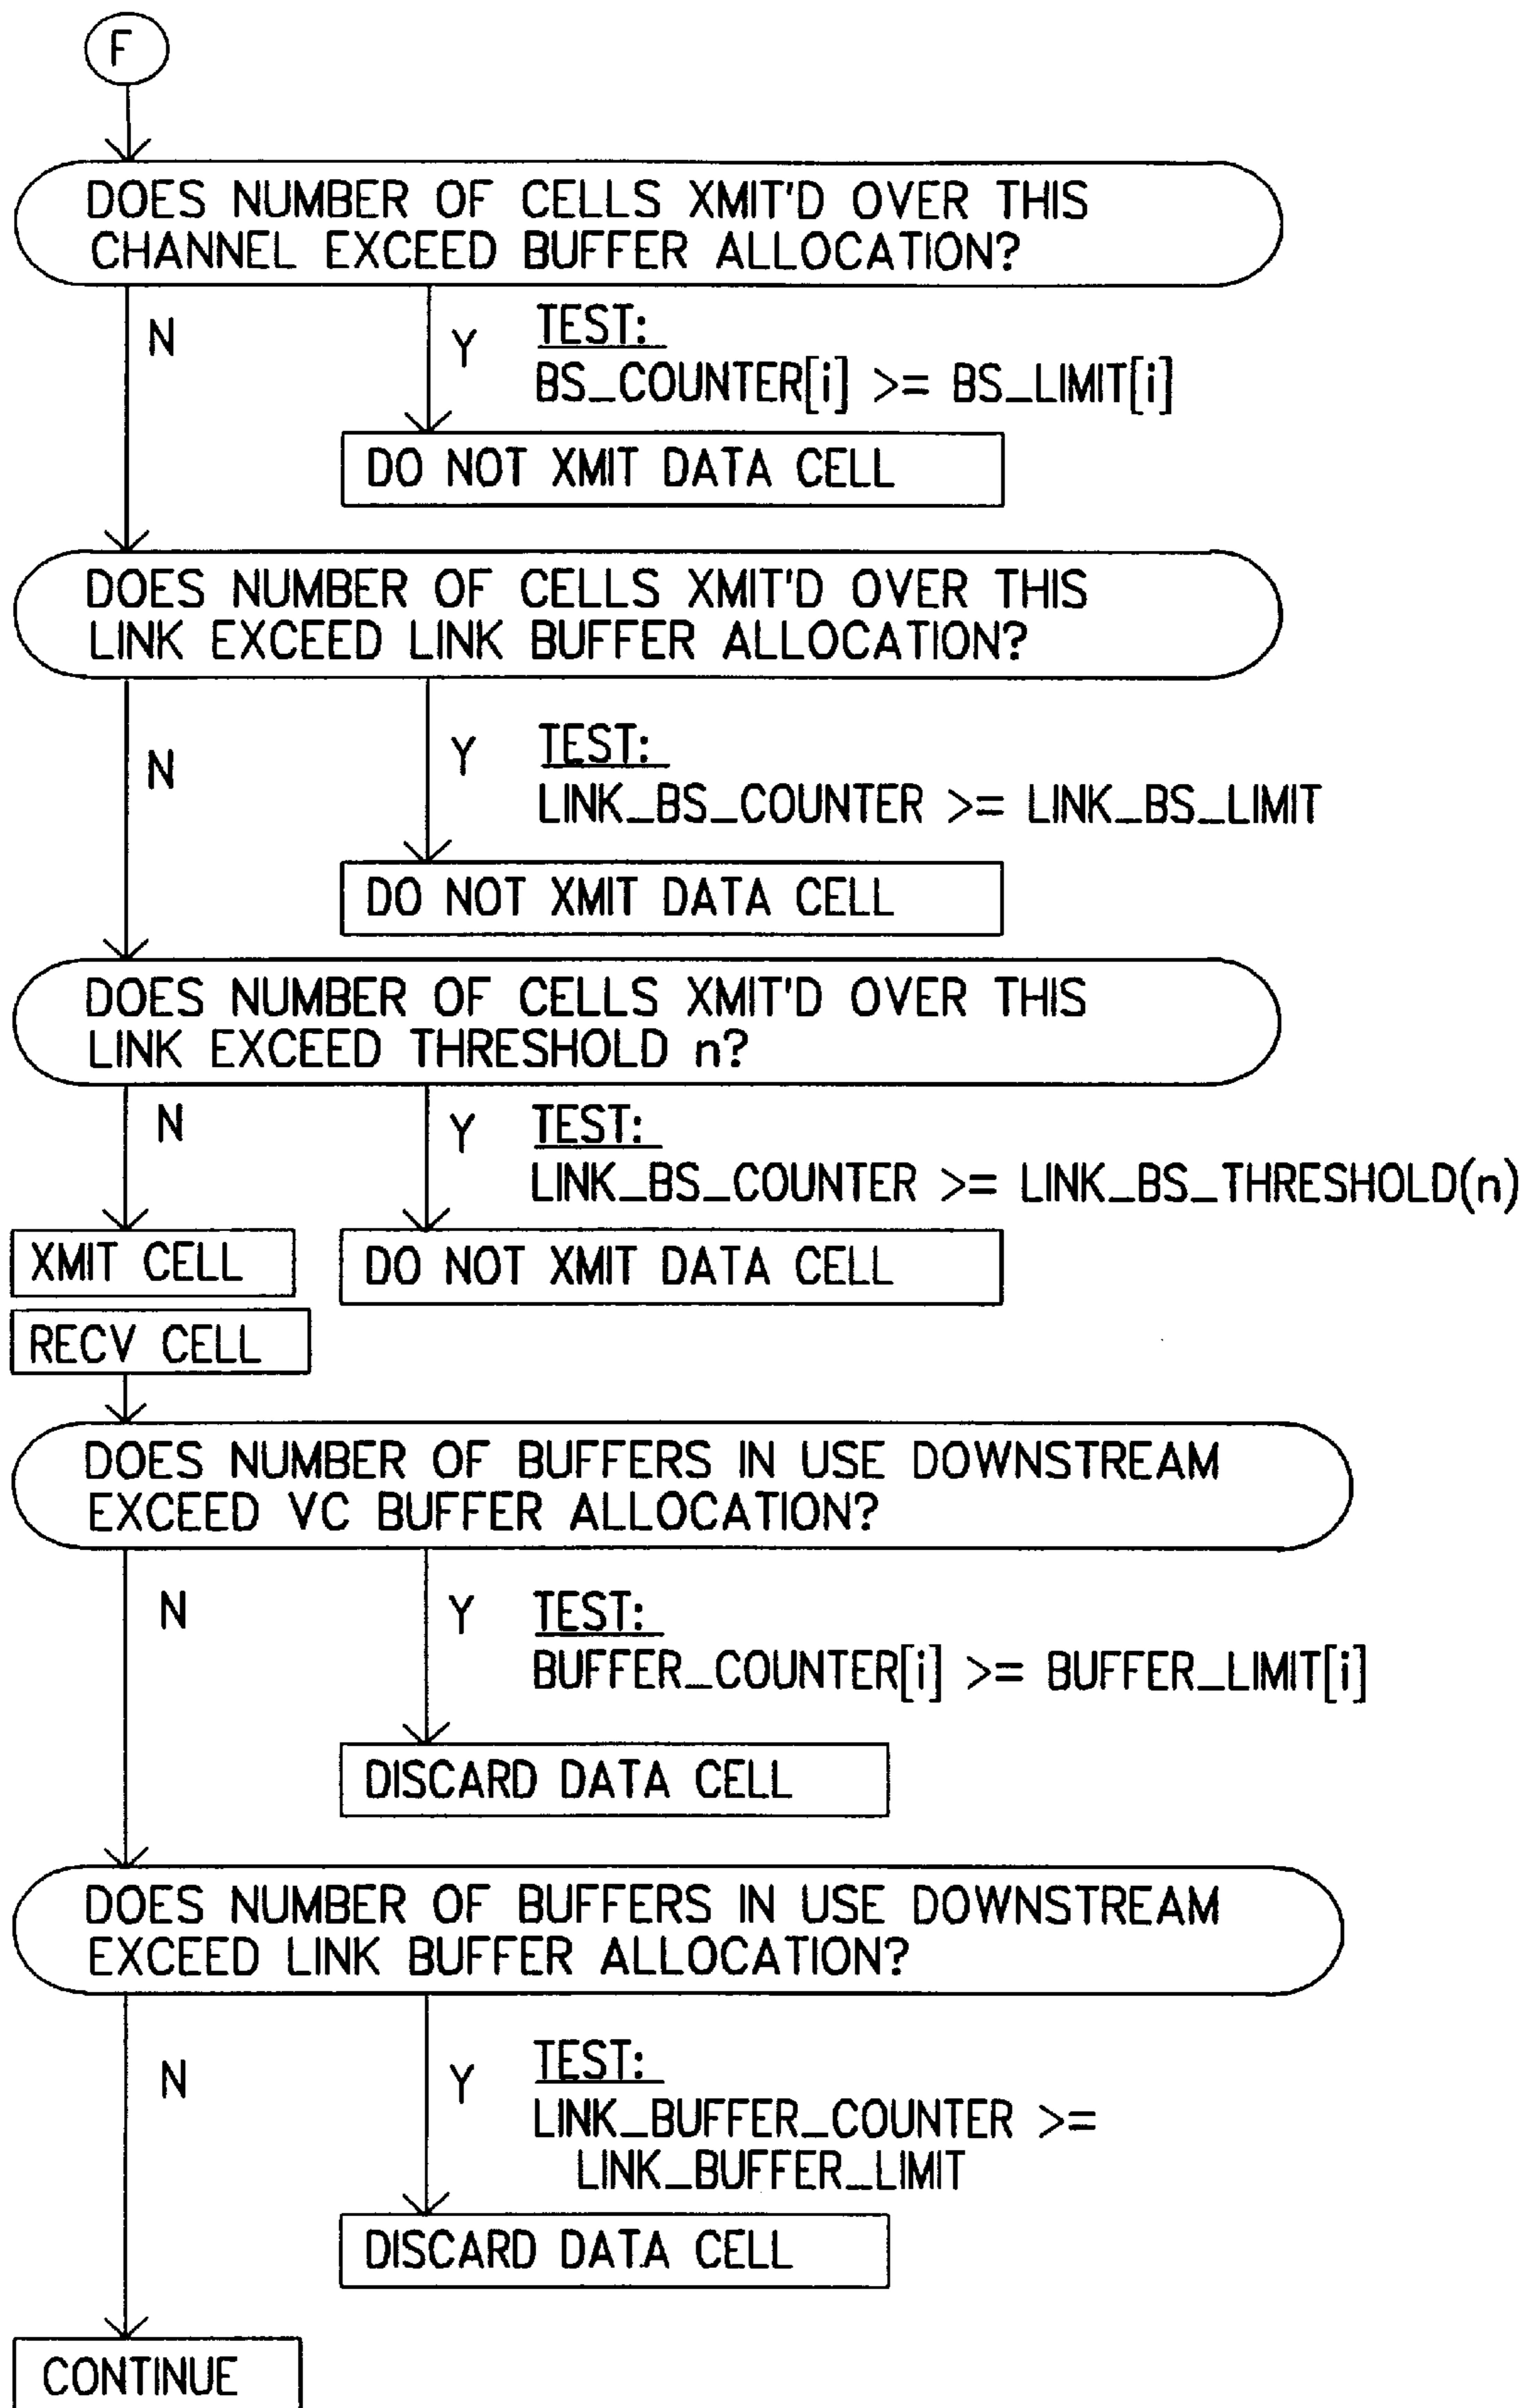 F
DOES NUMBER OF CELLS XMIT'D OVER THIS
CHANNEL EXCEED BUFFER ALLOCATION?
N
Y
TEST:
BS_COUNTER[i] >= BS_LIMIT[i]
DO NOT XMIT DATA CELL
DOES NUMBER OF CELLS XMIT'D OVER THIS
LINK EXCEED LINK BUFFER ALLOCATION?
N
Y
TEST:
LINK_BS_COUNTER >= LINK_BS_LIMIT
DO NOT XMIT DATA CELL
DOES NUMBER OF CELLS XMIT'D OVER THIS
LINK EXCEED THRESHOLD n?
N
Y
TEST:
LINK_BS_COUNTER >= LINK_BS_THRESHOLD(n)
XMIT CELL
DO NOT XMIT DATA CELL
RECV CELL
DOES NUMBER OF BUFFERS IN USE DOWNSTREAM
EXCEED VC BUFFER ALLOCATION?
N
Y
TEST:
BUFFER_COUNTER[i] >= BUFFER_LIMIT[i]
DISCARD DATA CELL
DOES NUMBER OF BUFFERS IN USE DOWNSTREAM
EXCEED LINK BUFFER ALLOCATION?
N
Y
TEST:
LINK_BUFFER_COUNTER >=
LINK_BUFFER_LIMIT
DISCARD DATA CELL
CONTINUE